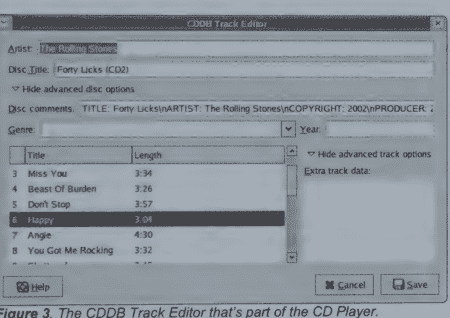 CDDB Track Editor
Artist: The Rolling Stones
Disc Title: Forty Licks (CD2)
Hide advanced disc options
Disc comments: TITLE: Forty Licks\nARTIST: The Rolling Stones\nCOPYRIGHT: 2002\nPRODUCER: 2
Genre: Year:
Title Length
Hide advanced track options
Extra track data:
3 Miss You 3:34
4 Beast Of Burden 3:26
5 Don't Stop 3:57
6 Happy 3:04
7 Angie 4:30
8 You Got Me Rocking 3:32
Help Cancel Save
Figure 3. The CDDB Track Editor that's part of the CD Player.